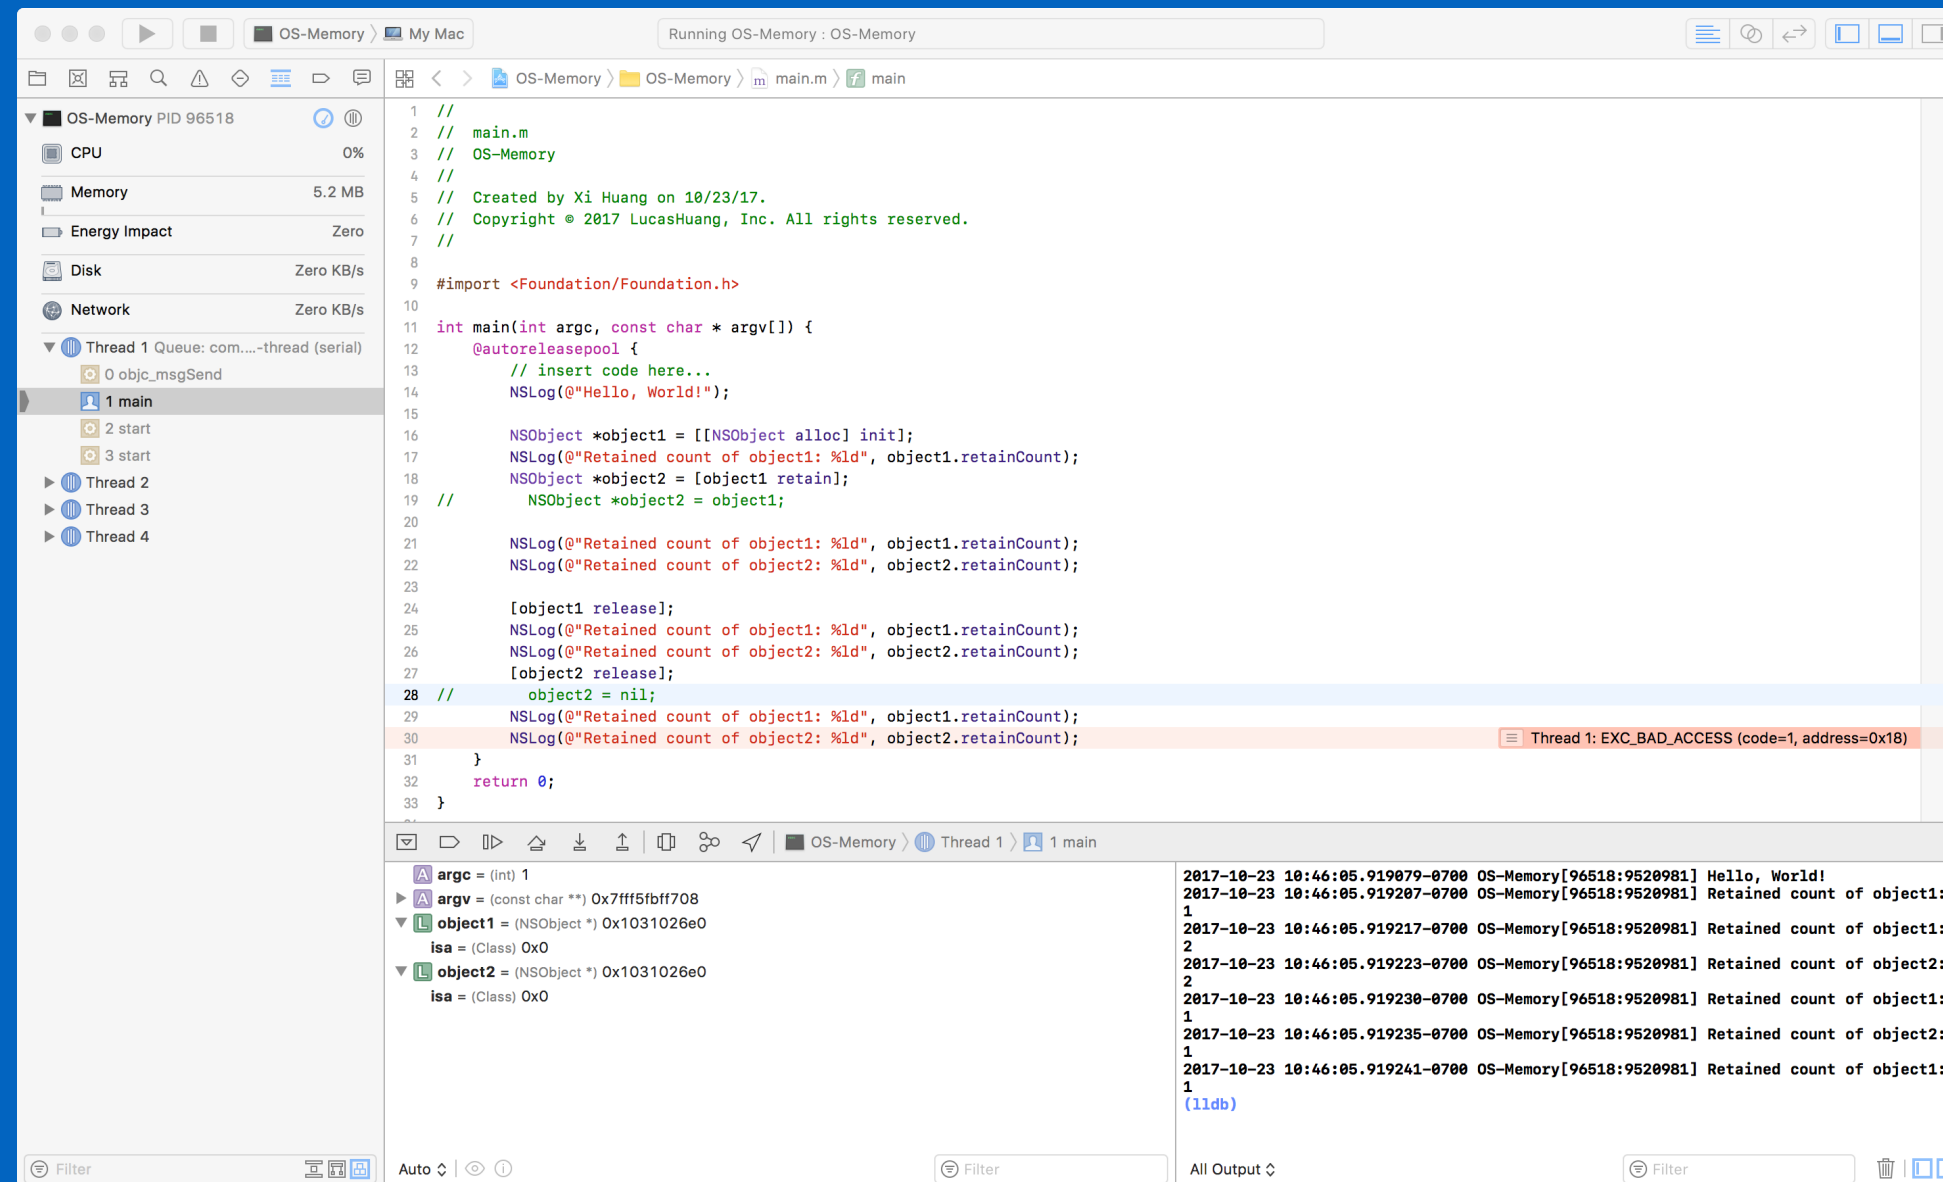 OS-Memory 〉 My Mac
Running OS-Memory : OS-Memory
OS-Memory 〉 OS-Memory 〉 m main.m 〉 f main
OS-Memory PID 96518
CPU 0%
Memory 5.2 MB
Energy Impact Zero
Disk Zero KB/s
Network Zero KB/s
Thread 1 Queue: com....-thread (serial)
0 objc_msgSend
1 main
2 start
3 start
Thread 2
Thread 3
Thread 4
Filter
1 //
2 //  main.m
3 //  OS-Memory
4 //
5 //  Created by Xi Huang on 10/23/17.
6 //  Copyright © 2017 LucasHuang, Inc. All rights reserved.
7 //
8
9 #import <Foundation/Foundation.h>
10
11 int main(int argc, const char * argv[]) {
12     @autoreleasepool {
13         // insert code here...
14         NSLog(@"Hello, World!");
15
16         NSObject *object1 = [[NSObject alloc] init];
17         NSLog(@"Retained count of object1: %ld", object1.retainCount);
18         NSObject *object2 = [object1 retain];
19 //        NSObject *object2 = object1;
20
21         NSLog(@"Retained count of object1: %ld", object1.retainCount);
22         NSLog(@"Retained count of object2: %ld", object2.retainCount);
23
24         [object1 release];
25         NSLog(@"Retained count of object1: %ld", object1.retainCount);
26         NSLog(@"Retained count of object2: %ld", object2.retainCount);
27         [object2 release];
28 //        object2 = nil;
29         NSLog(@"Retained count of object1: %ld", object1.retainCount);
30         NSLog(@"Retained count of object2: %ld", object2.retainCount); Thread 1: EXC_BAD_ACCESS (code=1, address=0x18)
31     }
32     return 0;
33 }
OS-Memory 〉 Thread 1 〉 1 main
A argc = (int) 1
A argv = (const char **) 0x7fff5fbff708
L object1 = (NSObject *) 0x1031026e0
isa = (Class) 0x0
L object2 = (NSObject *) 0x1031026e0
isa = (Class) 0x0
Auto
Filter
2017-10-23 10:46:05.919079-0700 OS-Memory[96518:9520981] Hello, World!
2017-10-23 10:46:05.919207-0700 OS-Memory[96518:9520981] Retained count of object1:
1
2017-10-23 10:46:05.919217-0700 OS-Memory[96518:9520981] Retained count of object1:
2
2017-10-23 10:46:05.919223-0700 OS-Memory[96518:9520981] Retained count of object2:
2
2017-10-23 10:46:05.919230-0700 OS-Memory[96518:9520981] Retained count of object1:
1
2017-10-23 10:46:05.919235-0700 OS-Memory[96518:9520981] Retained count of object2:
1
2017-10-23 10:46:05.919241-0700 OS-Memory[96518:9520981] Retained count of object1:
1
(lldb)
All Output
Filter